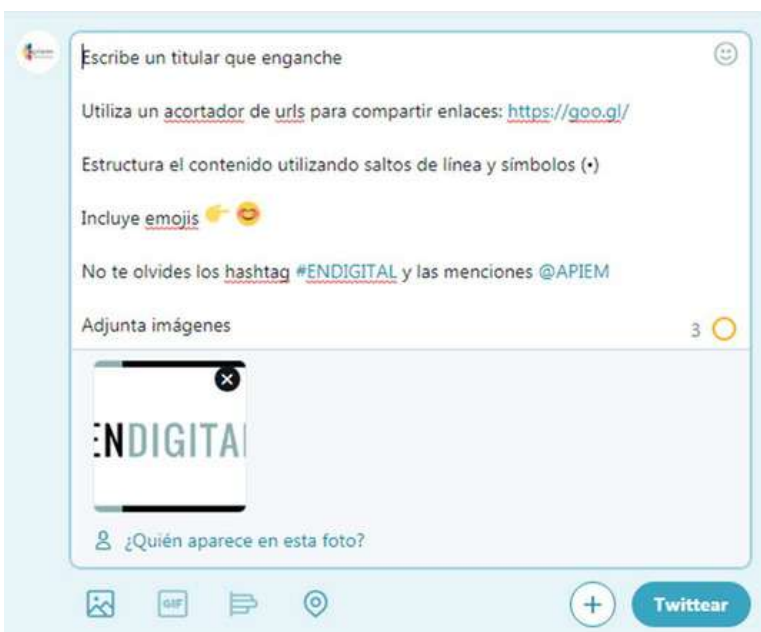 Escribe un titular que enganche
Utiliza un acortador de urls para compartir enlaces: https://goo.gl/
Estructura el contenido utilizando saltos de línea y símbolos (•)
Incluye emojis 👉 😊
No te olvides los hashtag #ENDIGITAL y las menciones @APIEM
Adjunta imágenes
3
ENDIGITAL
¿Quién aparece en esta foto?
GIF
Twittear